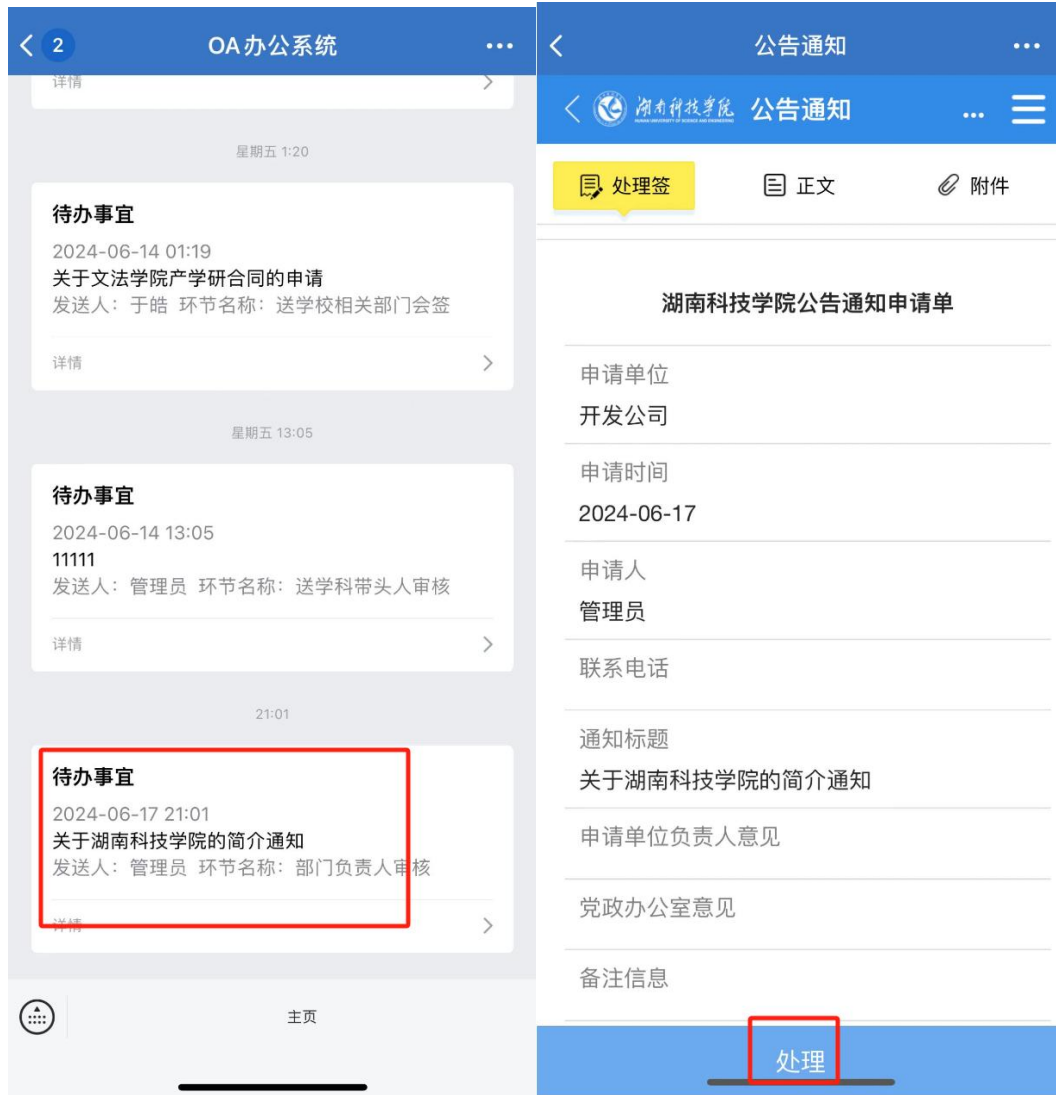 2
OA办公系统
详情
星期五 1:20
待办事宜
2024-06-14 01:19
关于文法学院产学研合同的申请
发送人：于皓 环节名称：送学校相关部门会签
详情
星期五 13:05
待办事宜
2024-06-14 13:05
11111
发送人：管理员 环节名称：送学科带头人审核
详情
21:01
待办事宜
2024-06-17 21:01
关于湖南科技学院的简介通知
发送人：管理员 环节名称：部门负责人审核
详情
主页
公告通知
湖南科技学院 公告通知
HUNAN UNIVERSITY OF SCIENCE AND ENGINEERING
处理签 正文 附件
湖南科技学院公告通知申请单
申请单位
开发公司
申请时间
2024-06-17
申请人
管理员
联系电话
通知标题
关于湖南科技学院的简介通知
申请单位负责人意见
党政办公室意见
备注信息
处理